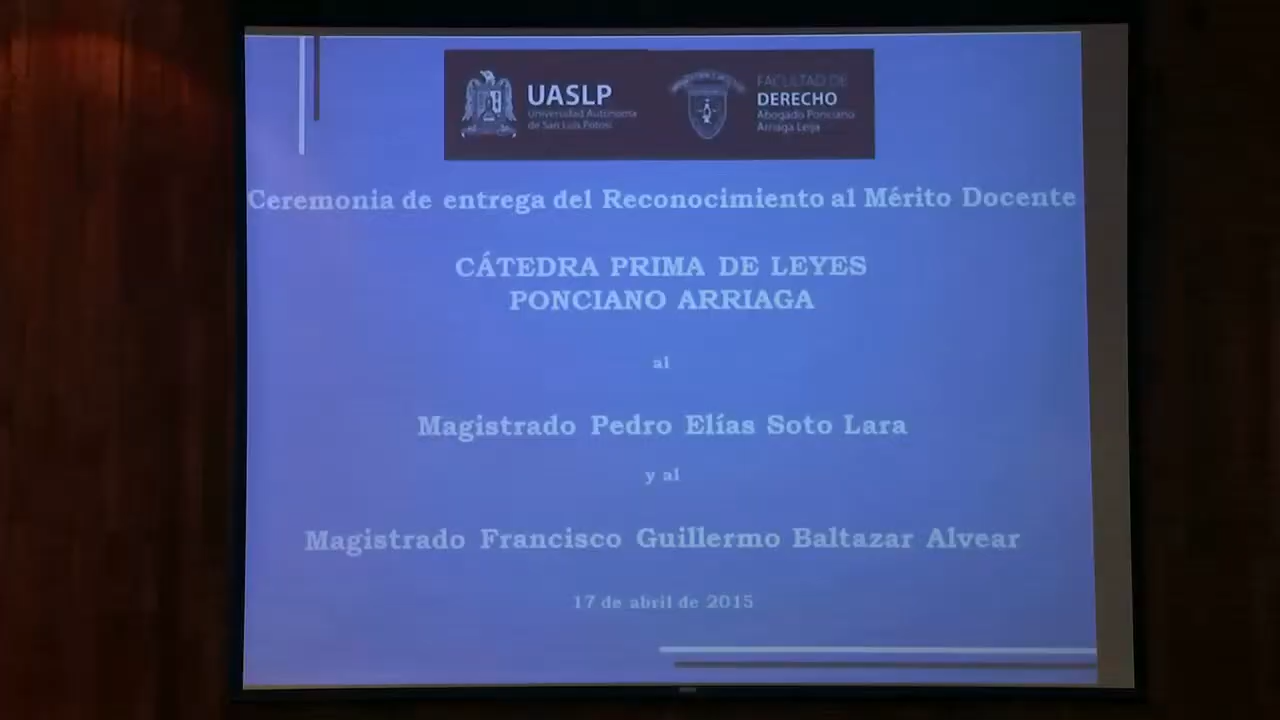 UASLP
Universidad Autónoma
de San Luis Potosí
FACULTAD DE
DERECHO
Abogado Ponciano
Arriaga Leija
Ceremonia de entrega del Reconocimiento al Mérito Docente
CÁTEDRA PRIMA DE LEYES
PONCIANO ARRIAGA
al
Magistrado Pedro Elías Soto Lara
y al
Magistrado Francisco Guillermo Baltazar Alvear
17 de abril de 2015